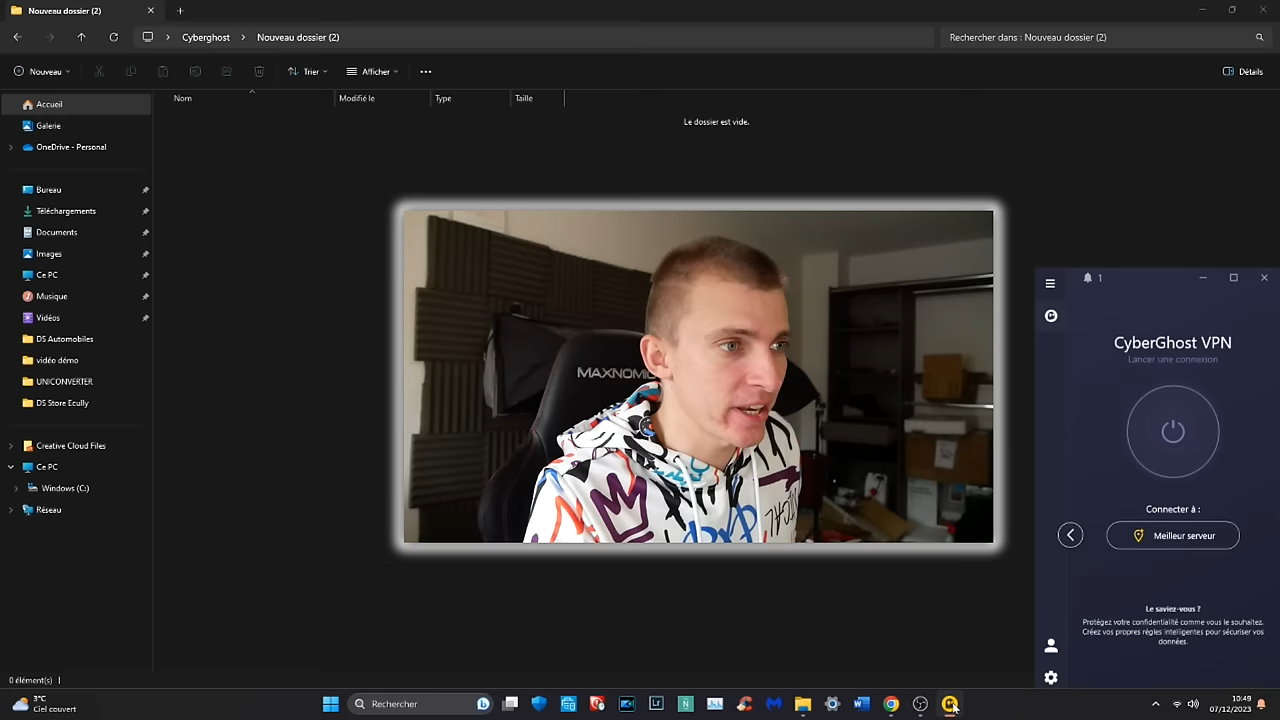 Nouveau dossier (2)
Cyberghost
Nouveau dossier (2)
Rechercher dans : Nouveau dossier (2)
Nouveau
Trier
Afficher
Détails
Nom
Modifié le
Type
Taille
Le dossier est vide.
Accueil
Galerie
OneDrive - Personal
Bureau
Téléchargements
Documents
Images
Ce PC
Musique
Vidéos
DS Automobiles
vidéo démo
UNICONVERTER
DS Store Ecully
Creative Cloud Files
Ce PC
Windows (C:)
Réseau
0 élément(s)
MAXNOMIC
1
CyberGhost VPN
Lancer une connexion
Connecter à :
Meilleur serveur
Le saviez-vous ?
Protégez votre confidentialité comme vous le souhaitez.
Créez vos propres règles intelligentes pour sécuriser vos
données.
3°C
Ciel couvert
Rechercher
Lr
N
10:49
07/12/2023